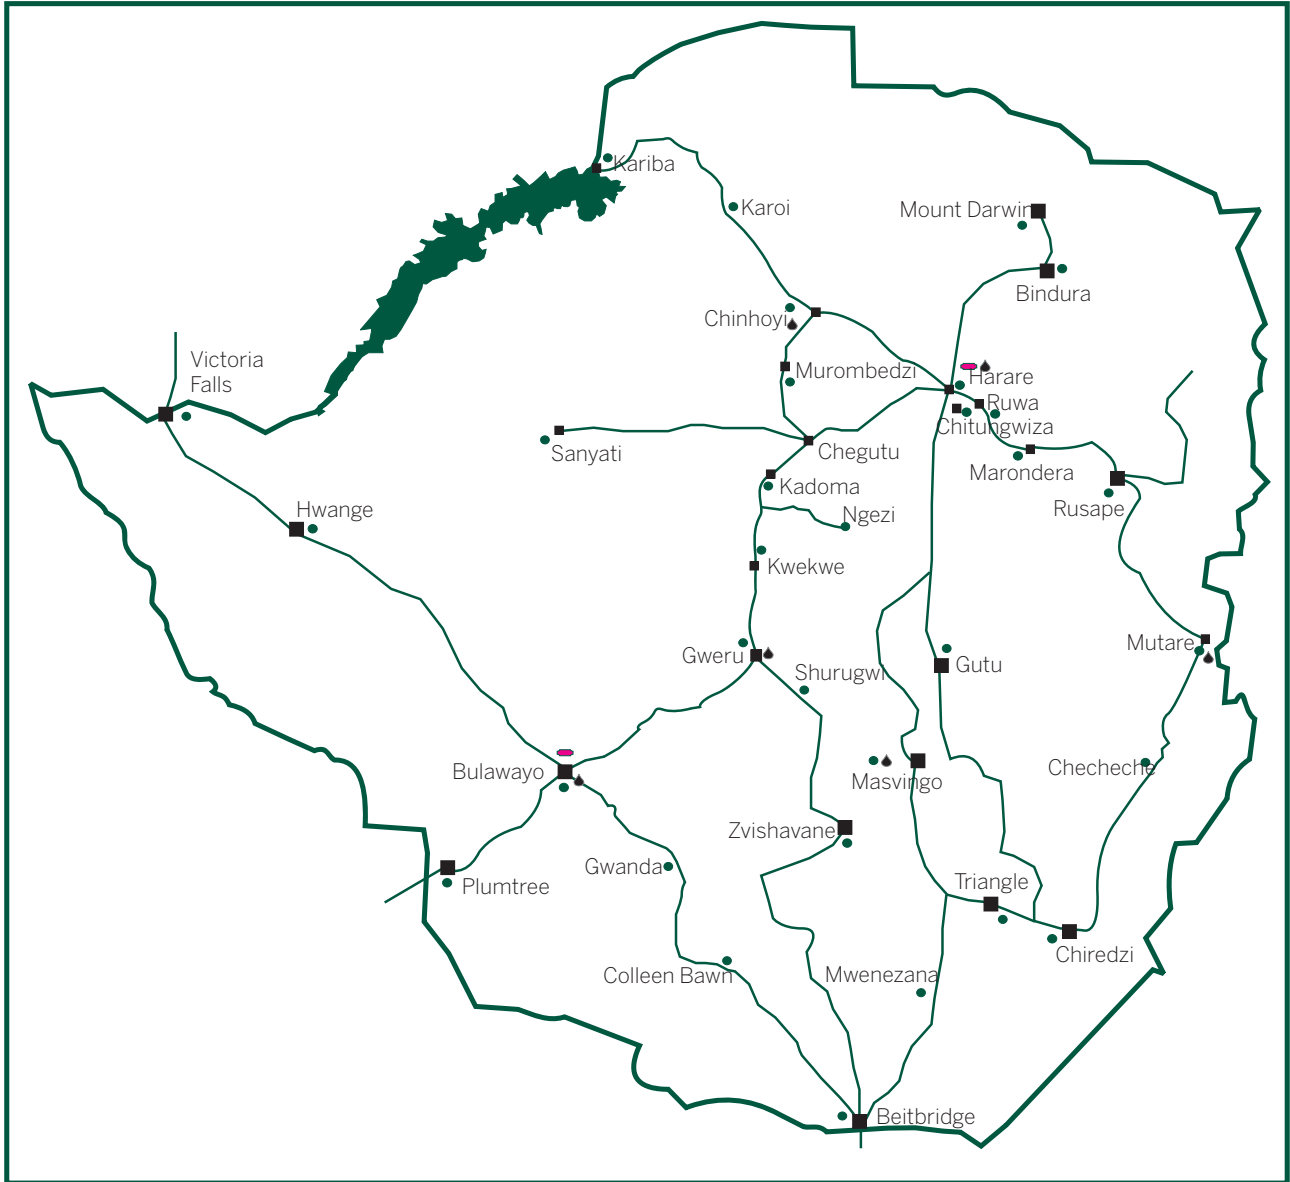 Kariba
Karoi
Mount Darwin
Bindura
Chinhoyi
Victoria
Falls
Murombedzi
Harare
Ruwa
Chitungwiza
Sanyati
Chegutu
Marondera
Kadoma
Rusape
Hwange
Ngezi
Kwekwe
Mutare
Gweru
Gutu
Shurugwi
Bulawayo
Checheche
Masvingo
Zvishavane
Gwanda
Triangle
Plumtree
Chiredzi
Colleen Bawn
Mwenezana
Beitbridge